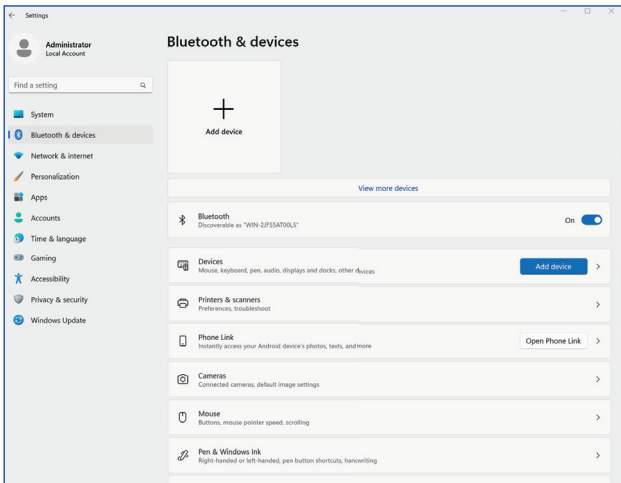 Settings
Administrator
Local Account
Find a setting
System
Bluetooth & devices
Network & internet
Personalization
Apps
Accounts
Time & language
Gaming
Accessibility
Privacy & security
Windows Update
Bluetooth & devices
Add device
View more devices
Bluetooth
Discoverable as "WIN-2JFS5AT00L5"
On
Devices
Mouse, keyboard, pen, audio, displays and docks, other devices
Add device
Printers & scanners
Preferences, troubleshoot
Phone Link
Instantly access your Android device's photos, texts, and more
Open Phone Link
Cameras
Connected cameras, default image settings
Mouse
Buttons, mouse pointer speed, scrolling
Pen & Windows Ink
Right-handed or left-handed, pen button shortcuts, hancwriting